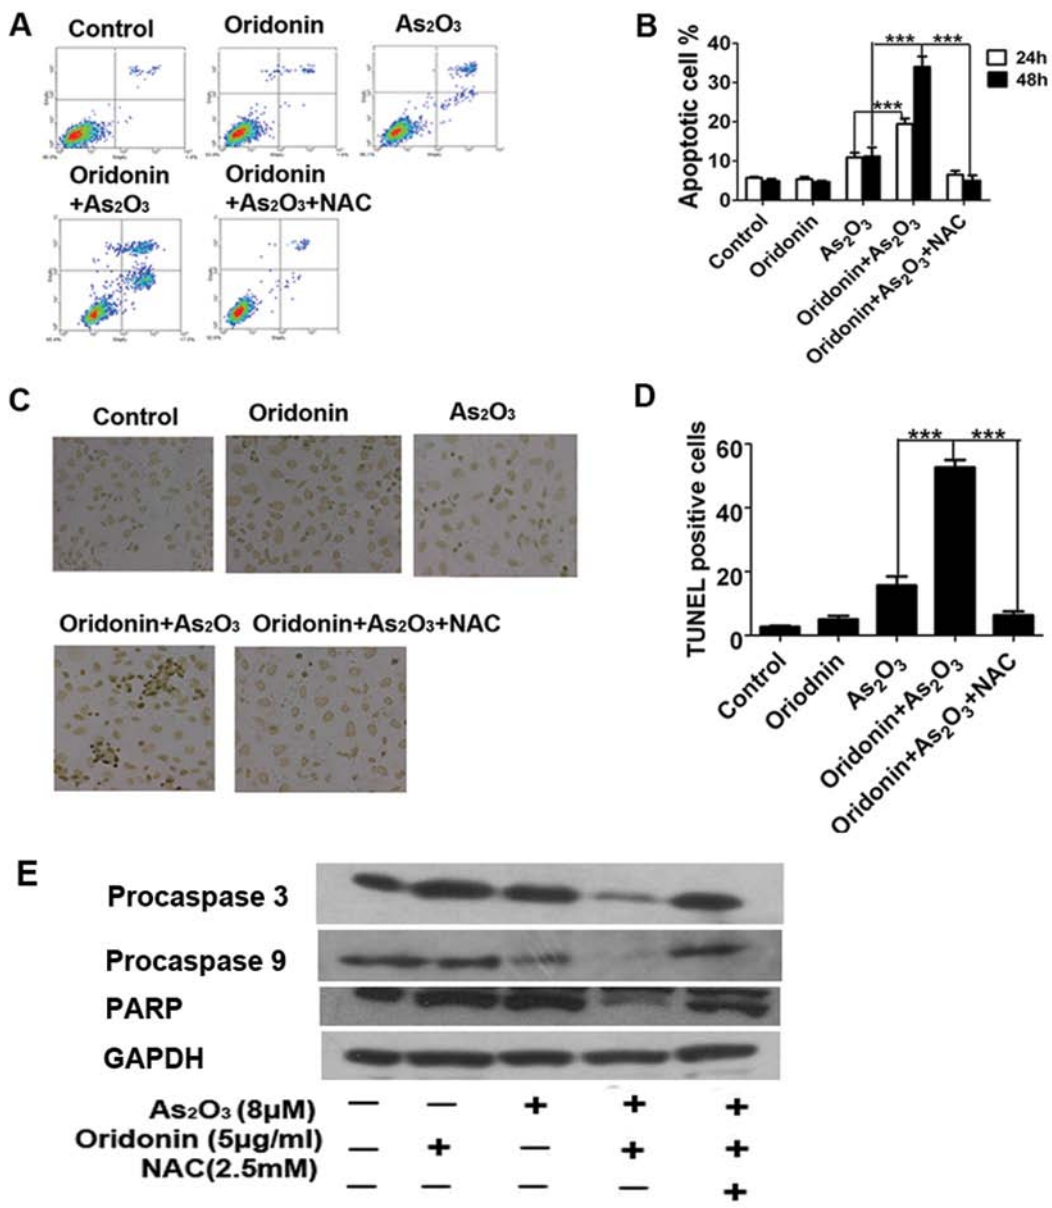 A
Control
Oridonin
As2O3
Oridonin
+As2O3
Oridonin
+As2O3+NAC
B
Apoptotic cell %
40
30
20
10
0
***
***
***
24h
48h
Control
Oridonin
As2O3
Oridonin+As2O3
Oridonin+As2O3+NAC
C
Control
Oridonin
As2O3
Oridonin+As2O3
Oridonin+As2O3+NAC
D
TUNEL positive cells
60
40
20
0
***
***
Control
Oriodnin
As2O3
Oridonin+As2O3
Oridonin+As2O3+NAC
E
Procaspase 3
Procaspase 9
PARP
GAPDH
As2O3 (8μM) — — + + +
Oridonin (5μg/ml) — + — + +
NAC(2.5mM) — — — — +